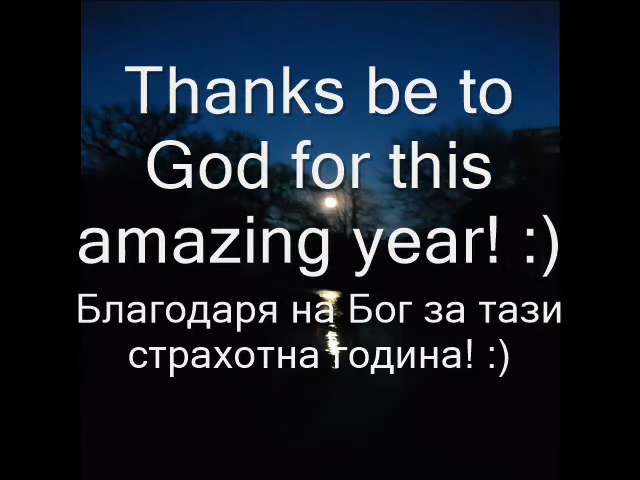 Thanks be to
God for this
amazing year! :)
Благодаря на Бог за тази
страхотна година! :)